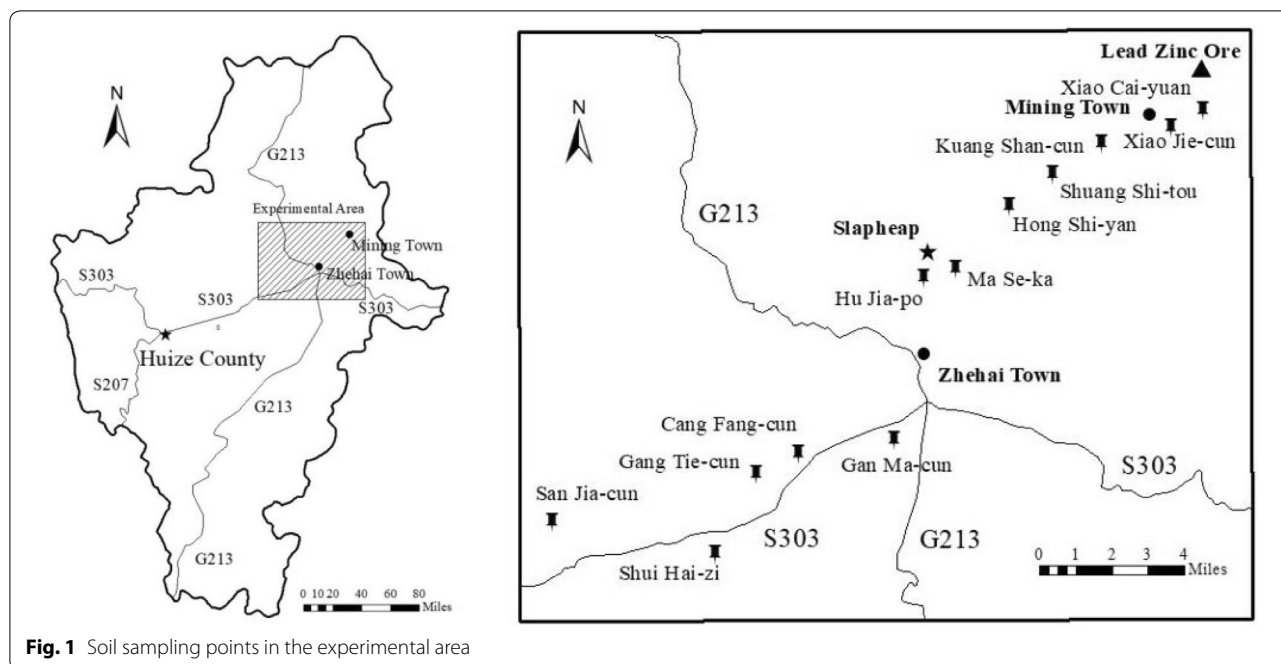 N
G213
Experimental Area
Mining Town
Zhehai Town
S303
S303
S303
Huize County
S207
G213
G213
0 10 20 40 60 80
Miles
N
Lead Zinc Ore
Xiao Cai-yuan
Mining Town
Kuang Shan-cun
Xiao Jie-cun
Shuang Shi-tou
G213
Hong Shi-yan
Slapheap
Ma Se-ka
Hu Jia-po
Zhehai Town
Cang Fang-cun
Gang Tie-cun
Gan Ma-cun
S303
San Jia-cun
S303
G213
Shui Hai-zi
0 1 2 3 4
Miles
Fig. 1 Soil sampling points in the experimental area